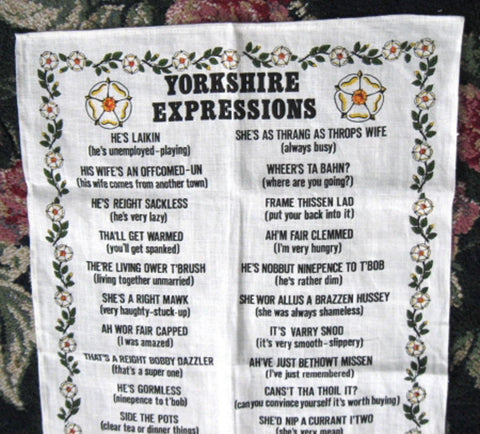 YORKSHIRE
EXPRESSIONS
HE'S LAIKIN
(he's unemployed-playing)
HIS WIFE'S AN OFFCOMED-UN
(his wife comes from another town)
HE'S REIGHT SACKLESS
(he's very lazy)
THA'LL GET WARMED
(you'll get spanked)
THE'RE LIVING OWER T'BRUSH
(living together unmarried)
SHE'S A RIGHT MAWK
(very haughty-stuck-up)
AH WOR FAIR CAPPED
(I was amazed)
THAT'S A REIGHT BOBBY DAZZLER
(that's a super one)
HE'S GORMLESS
(ninepence to t'bob)
SIDE THE POTS
(clear tea or dinner things)
SHE'S AS THRANG AS THROPS WIFE
(always busy)
WHEER'S TA BAHN?
(where are you going?)
FRAME THISSEN LAD
(put your back into it)
AH'M FAIR CLEMMED
(I'm very hungry)
HE'S NOBBUT NINEPENCE TO T'BOB
(he's rather dim)
SHE WOR ALLUS A BRAZZEN HUSSEY
(she was always shameless)
IT'S VARRY SNOD
(it's very smooth-slippery)
AH'VE JUST BETHOWT MISSEN
(I've just remembered)
CANS'T THA THOIL IT?
(can you convince yourself it's worth buying)
SHE'D NIP A CURRANT I'TWO
(she's very mean)